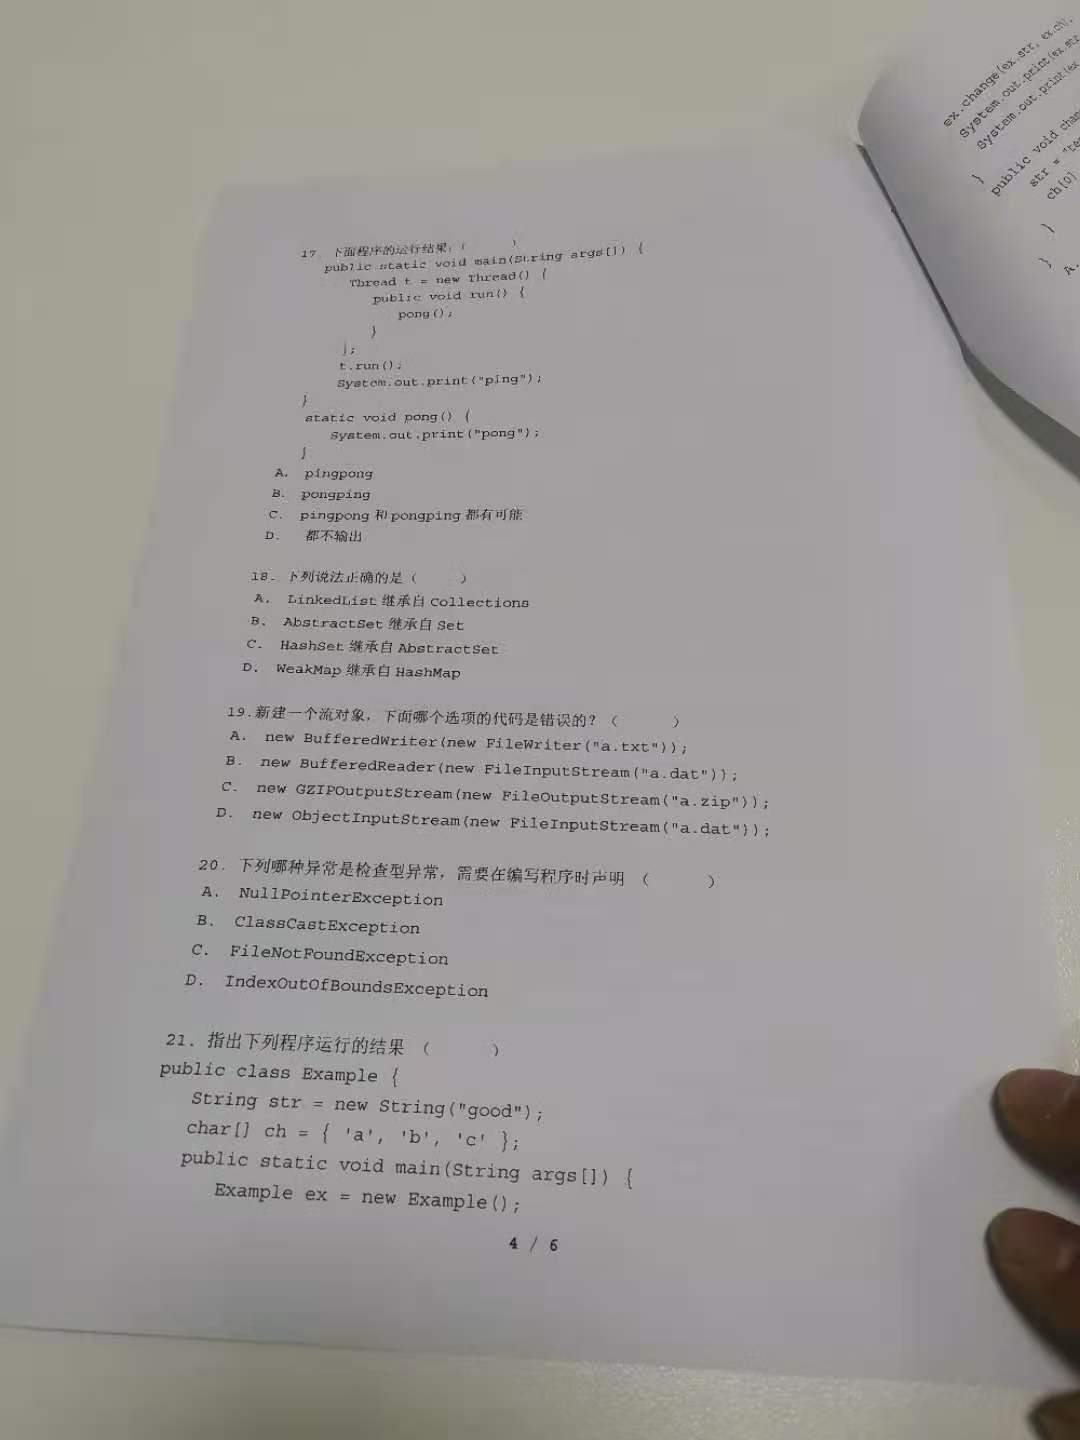 17. 下面程序的运行结果:( )
public static void main(String args[]) {
Thread t = new Thread() {
public void run() {
pong();
}
};
t.run();
System.out.print("ping");
}
static void pong() {
System.out.print("pong");
}
A. pingpong
B. pongping
C. pingpong 和 pongping 都有可能
D. 都不输出
18. 下列说法正确的是( )
A. LinkedList 继承自 Collections
B. AbstractSet 继承自 Set
C. HashSet 继承自 AbstractSet
D. WeakMap 继承自 HashMap
19.新建一个流对象，下面哪个选项的代码是错误的？( )
A. new BufferedWriter(new FileWriter("a.txt"));
B. new BufferedReader(new FileInputStream("a.dat"));
C. new GZIPOutputStream(new FileOutputStream("a.zip"));
D. new ObjectInputStream(new FileInputStream("a.dat"));
20. 下列哪种异常是检查型异常，需要在编写程序时声明 ( )
A. NullPointerException
B. ClassCastException
C. FileNotFoundException
D. IndexOutOfBoundsException
21. 指出下列程序运行的结果 ( )
public class Example {
String str = new String("good");
char[] ch = { 'a', 'b', 'c' };
public static void main(String args[]) {
Example ex = new Example();
4 / 6
ex.change(ex.str, ex.ch);
System.out.print(ex.str
System.out.print(ex
}
public void
str =
ch[0]
}
}
A.